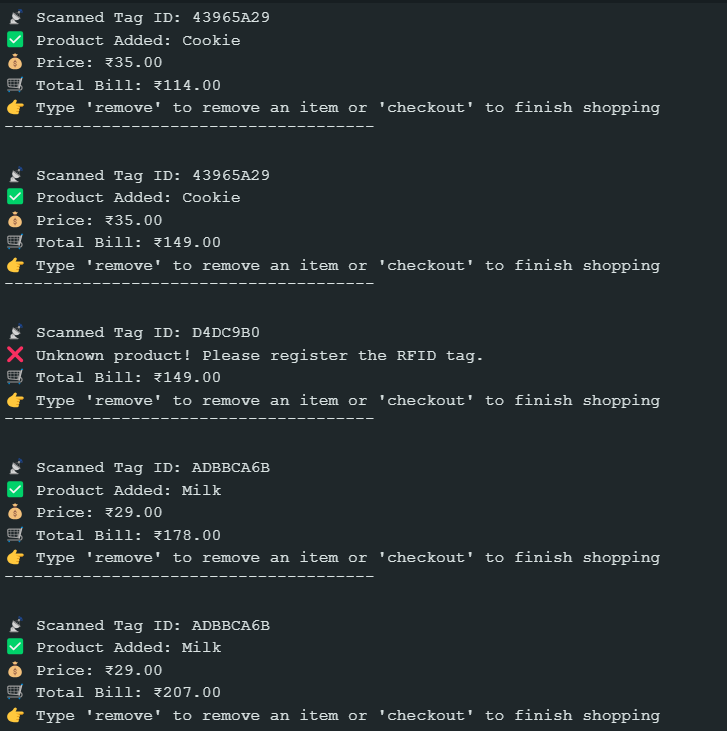 📡 Scanned Tag ID: 43965A29
✅ Product Added: Cookie
💰 Price: ₹35.00
🛒 Total Bill: ₹114.00
👉 Type 'remove' to remove an item or 'checkout' to finish shopping
--------------------------------------
📡 Scanned Tag ID: 43965A29
✅ Product Added: Cookie
💰 Price: ₹35.00
🛒 Total Bill: ₹149.00
👉 Type 'remove' to remove an item or 'checkout' to finish shopping
--------------------------------------
📡 Scanned Tag ID: D4DC9B0
❌ Unknown product! Please register the RFID tag.
🛒 Total Bill: ₹149.00
👉 Type 'remove' to remove an item or 'checkout' to finish shopping
--------------------------------------
📡 Scanned Tag ID: ADBBCA6B
✅ Product Added: Milk
💰 Price: ₹29.00
🛒 Total Bill: ₹178.00
👉 Type 'remove' to remove an item or 'checkout' to finish shopping
--------------------------------------
📡 Scanned Tag ID: ADBBCA6B
✅ Product Added: Milk
💰 Price: ₹29.00
🛒 Total Bill: ₹207.00
👉 Type 'remove' to remove an item or 'checkout' to finish shopping